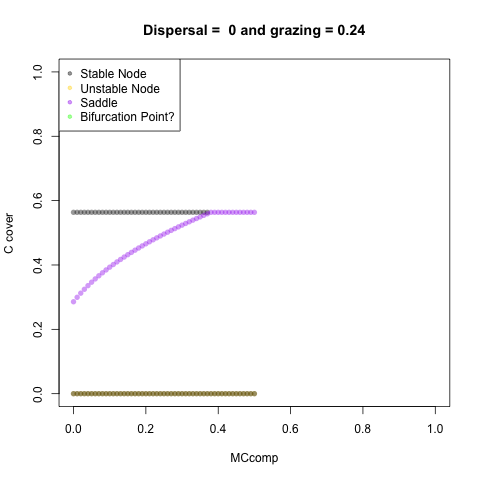 Dispersal =  0 and grazing = 0.24
Stable Node
Unstable Node
Saddle
Bifurcation Point?
1.0
0.8
0.6
0.4
0.2
0.0
C cover
0.0 0.2 0.4 0.6 0.8 1.0
MCcomp